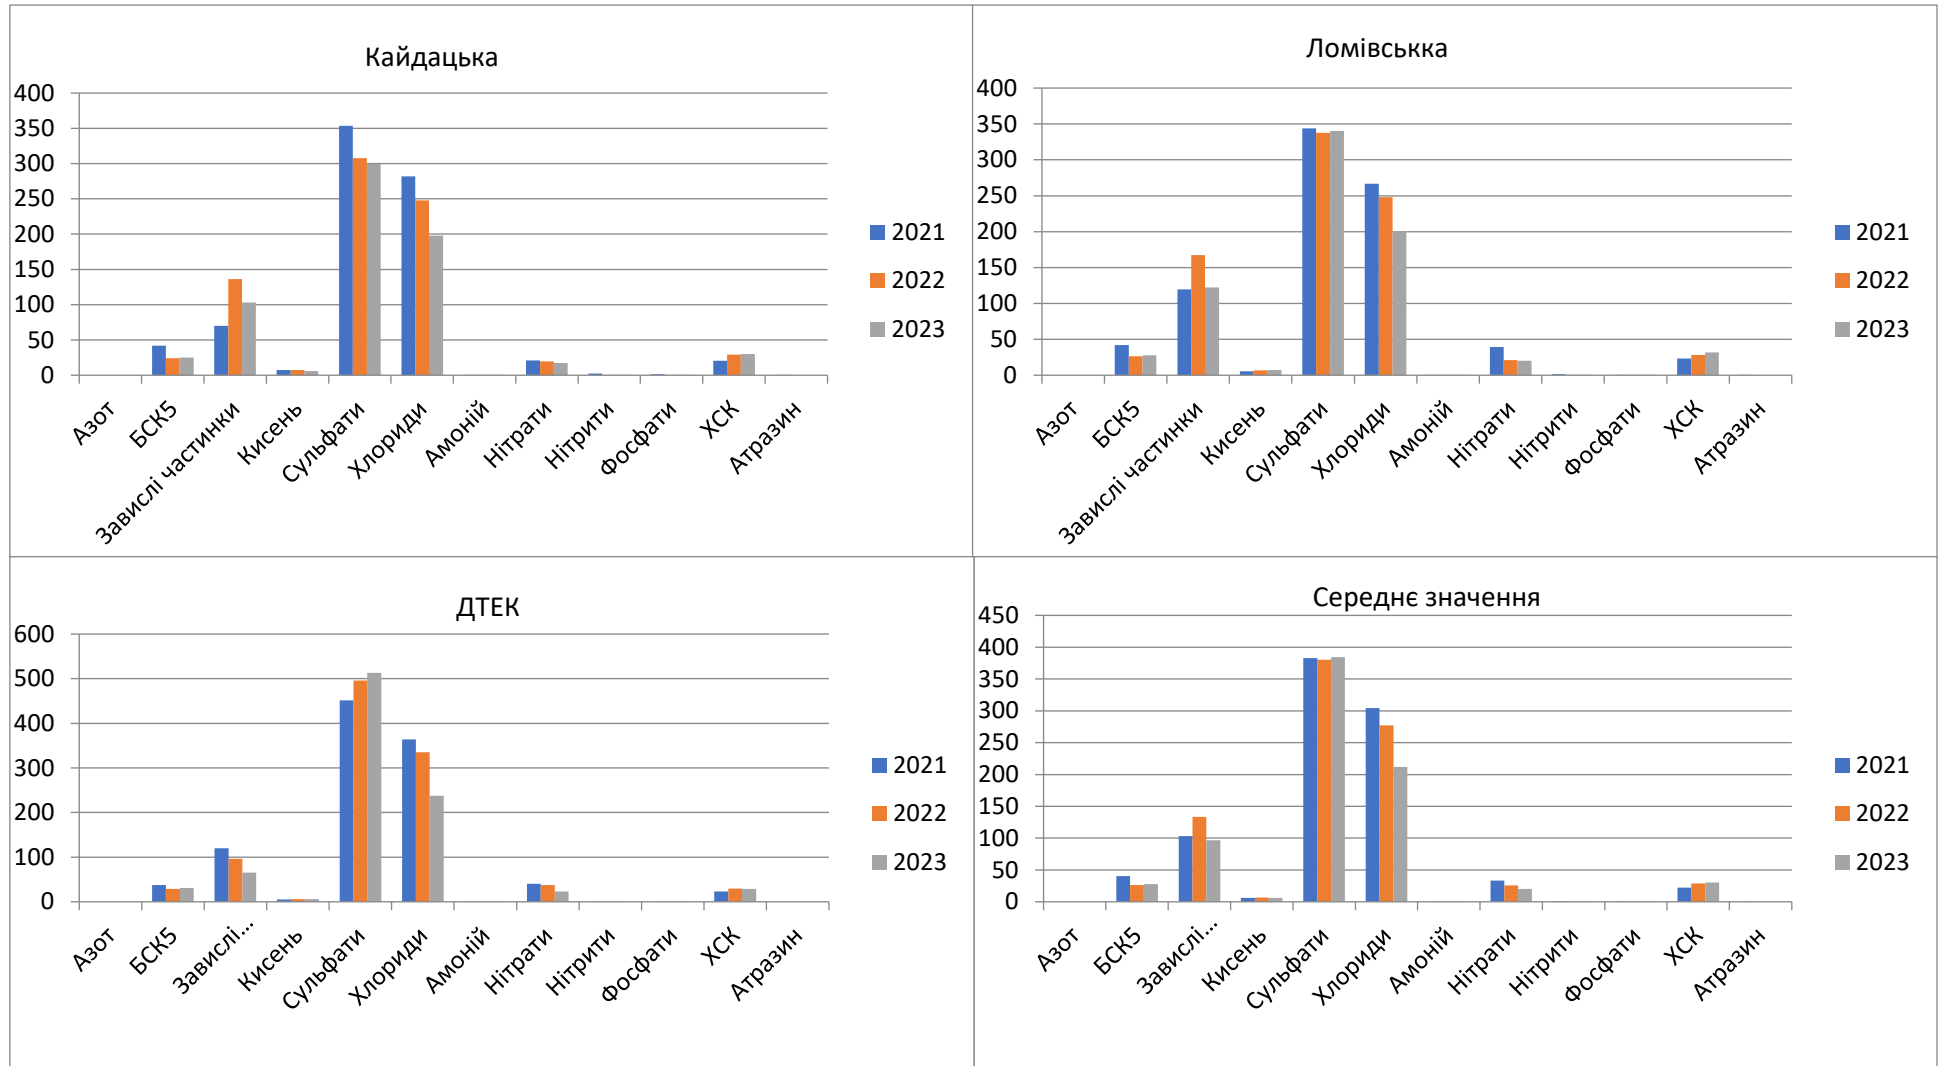 Кайдацька
400
350
300
250
200
150
100
50
0
Азот
БСК5
Завислі частинки
Кисень
Сульфати
Хлориди
Амоній
Нітрати
Нітрити
Фосфати
ХСК
Атразин
2021
2022
2023
Ломівськка
400
350
300
250
200
150
100
50
0
Азот
БСК5
Завислі частинки
Кисень
Сульфати
Хлориди
Амоній
Нітрати
Нітрити
Фосфати
ХСК
Атразин
2021
2022
2023
ДТЕК
600
500
400
300
200
100
0
Азот
БСК5
Завислі...
Кисень
Сульфати
Хлориди
Амоній
Нітрати
Нітрити
Фосфати
ХСК
Атразин
2021
2022
2023
Середнє значення
450
400
350
300
250
200
150
100
50
0
Азот
БСК5
Завислі...
Кисень
Сульфати
Хлориди
Амоній
Нітрати
Нітрити
Фосфати
ХСК
Атразин
2021
2022
2023